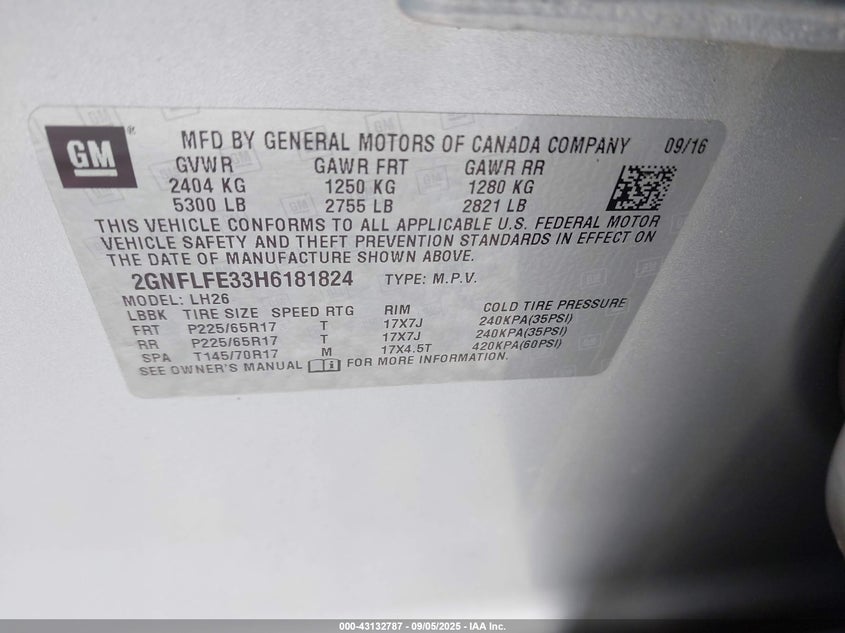 GM®
MFD BY GENERAL MOTORS OF CANADA COMPANY 09/16
GVWR GAWR FRT GAWR RR
2404 KG 1250 KG 1280 KG
5300 LB 2755 LB 2821 LB
THIS VEHICLE CONFORMS TO ALL APPLICABLE U.S. FEDERAL MOTOR
VEHICLE SAFETY AND THEFT PREVENTION STANDARDS IN EFFECT ON
THE DATE OF MANUFACTURE SHOWN ABOVE.
2GNFLFE33H6181824 TYPE: M.P.V.
MODEL: LH26
LBBK TIRE SIZE SPEED RTG RIM COLD TIRE PRESSURE
FRT P225/65R17 T 17X7J 240KPA(35PSI)
RR P225/65R17 T 17X7J 240KPA(35PSI)
SPA T145/70R17 M 17X4.5T 420KPA(60PSI)
SEE OWNER'S MANUAL FOR MORE INFORMATION.
000-43132787 - 09/05/2025 - IAA Inc.